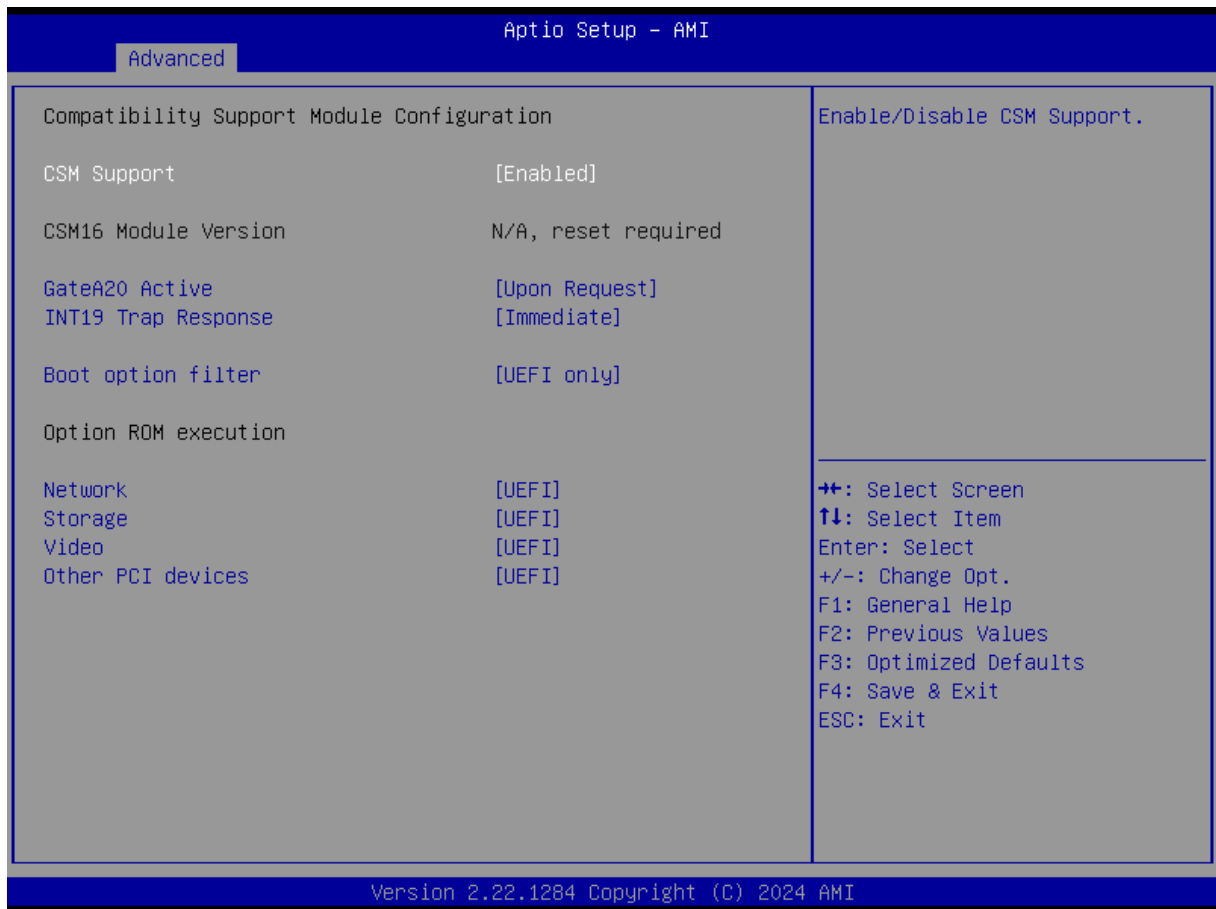 Aptio Setup – AMI
Advanced
Compatibility Support Module Configuration
CSM Support [Enabled]
CSM16 Module Version N/A, reset required
GateA20 Active [Upon Request]
INT19 Trap Response [Immediate]
Boot option filter [UEFI only]
Option ROM execution
Network [UEFI]
Storage [UEFI]
Video [UEFI]
Other PCI devices [UEFI]
Enable/Disable CSM Support.
→←: Select Screen
↑↓: Select Item
Enter: Select
+/-: Change Opt.
F1: General Help
F2: Previous Values
F3: Optimized Defaults
F4: Save & Exit
ESC: Exit
Version 2.22.1284 Copyright (C) 2024 AMI